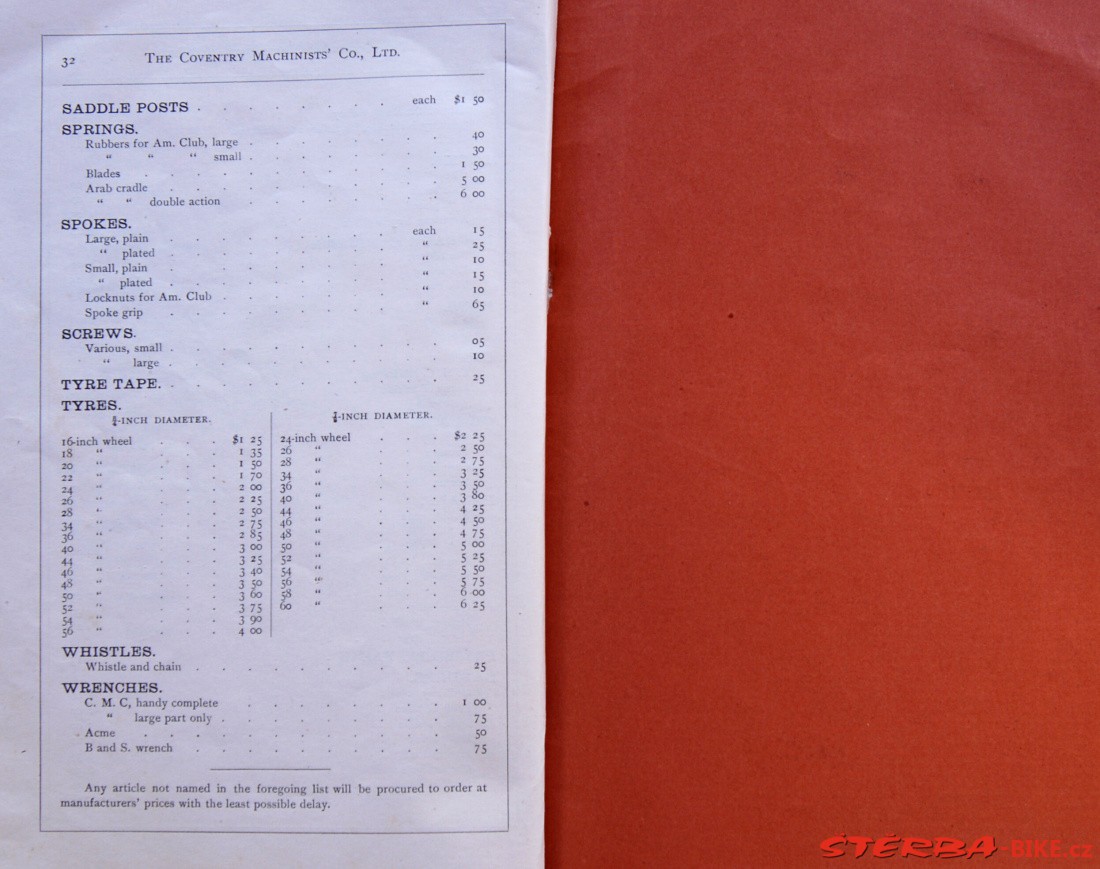 32 THE COVENTRY MACHINISTS' CO., LTD.
SADDLE POSTS . . . . . . . each $1 50
SPRINGS.
Rubbers for Am. Club, large . . . . . . . 40
“ “ “ small . . . . . . . 30
Blades . . . . . . . . . . 1 50
Arab cradle . . . . . . . . . 5 00
“ “ double action . . . . . . 6 00
SPOKES.
Large, plain . . . . . . . each 15
“ plated . . . . . . . “ 25
Small, plain . . . . . . . “ 10
“ plated . . . . . . . “ 15
Locknuts for Am. Club . . . . . “ 10
Spoke grip . . . . . . . “ 65
SCREWS.
Various, small . . . . . . . . 05
“ large . . . . . . . . 10
TYRE TAPE. . . . . . . . . 25
TYRES.
¾-INCH DIAMETER.
16-inch wheel . . . $1 25
18 “ . . . 1 35
20 “ . . . 1 50
22 “ . . . 1 70
24 “ . . . 2 00
26 “ . . . 2 25
28 “ . . . 2 50
34 “ . . . 2 75
36 “ . . . 2 85
40 “ . . . 3 00
44 “ . . . 3 25
46 “ . . . 3 40
48 “ . . . 3 50
50 “ . . . 3 60
52 “ . . . 3 75
54 “ . . . 3 90
56 “ . . . 4 00
⅞-INCH DIAMETER.
24-inch wheel . . . $2 25
26 “ . . . 2 50
28 “ . . . 2 75
34 “ . . . 3 25
36 “ . . . 3 50
40 “ . . . 3 80
44 “ . . . 4 25
46 “ . . . 4 50
48 “ . . . 4 75
50 “ . . . 5 00
52 “ . . . 5 25
54 “ . . . 5 50
56 “ . . . 5 75
58 “ . . . 6 00
60 “ . . . 6 25
WHISTLES.
Whistle and chain . . . . . . . . 25
WRENCHES.
C. M. C, handy complete . . . . . . 1 00
“ large part only . . . . . . . 75
Acme . . . . . . . . . . 50
B and S. wrench . . . . . . . . 75
Any article not named in the foregoing list will be procured to order at
manufacturers' prices with the least possible delay.
ŠTĚRBA-BIKE.cz